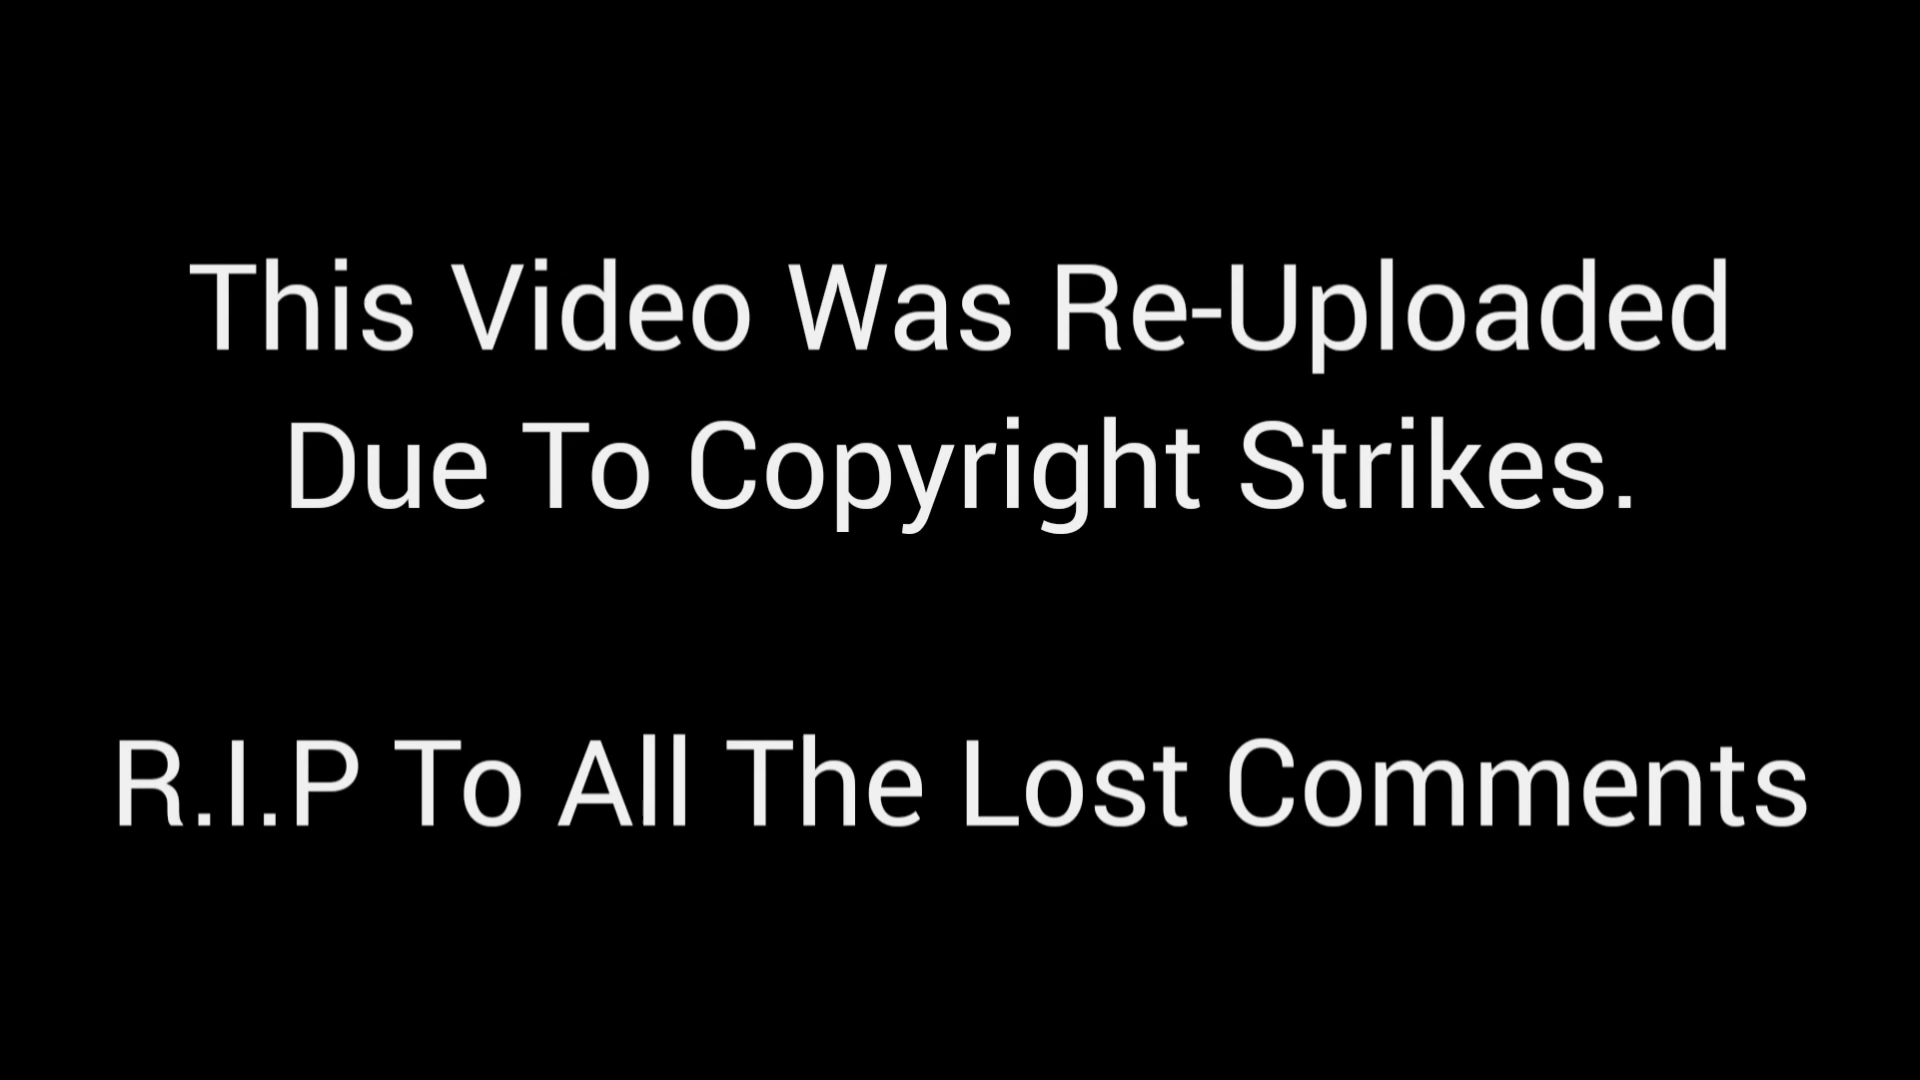 This Video Was Re-Uploaded
Due To Copyright Strikes.
R.I.P To All The Lost Comments